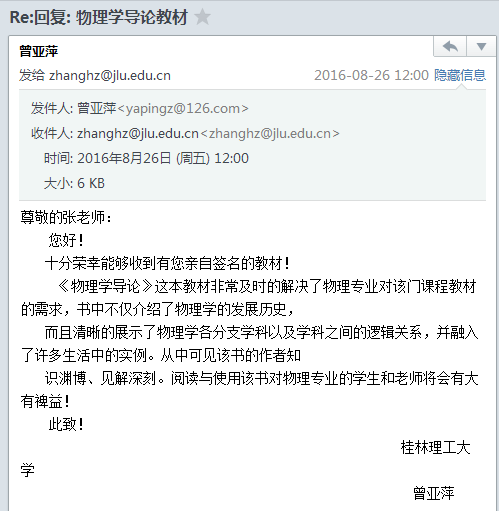 Re:回复: 物理学导论教材
曾亚萍
发给 zhanghz@jlu.edu.cn 2016-08-26 12:00 隐藏信息
发件人: 曾亚萍<yapingz@126.com>
收件人: zhanghz@jlu.edu.cn<zhanghz@jlu.edu.cn>
时间: 2016年8月26日 (周五) 12:00
大小: 6 KB
尊敬的张老师：
您好！
十分荣幸能够收到有您亲自签名的教材！
《物理学导论》这本教材非常及时的解决了物理专业对该门课程教材
的需求，书中不仅介绍了物理学的发展历史，
而且清晰的展示了物理学各分支学科以及学科之间的逻辑关系，并融入
了许多生活中的实例。从中可见该书的作者知
识渊博、见解深刻。阅读与使用该书对物理专业的学生和老师将会有大
有裨益！
此致！
桂林理工大
学
曾亚萍